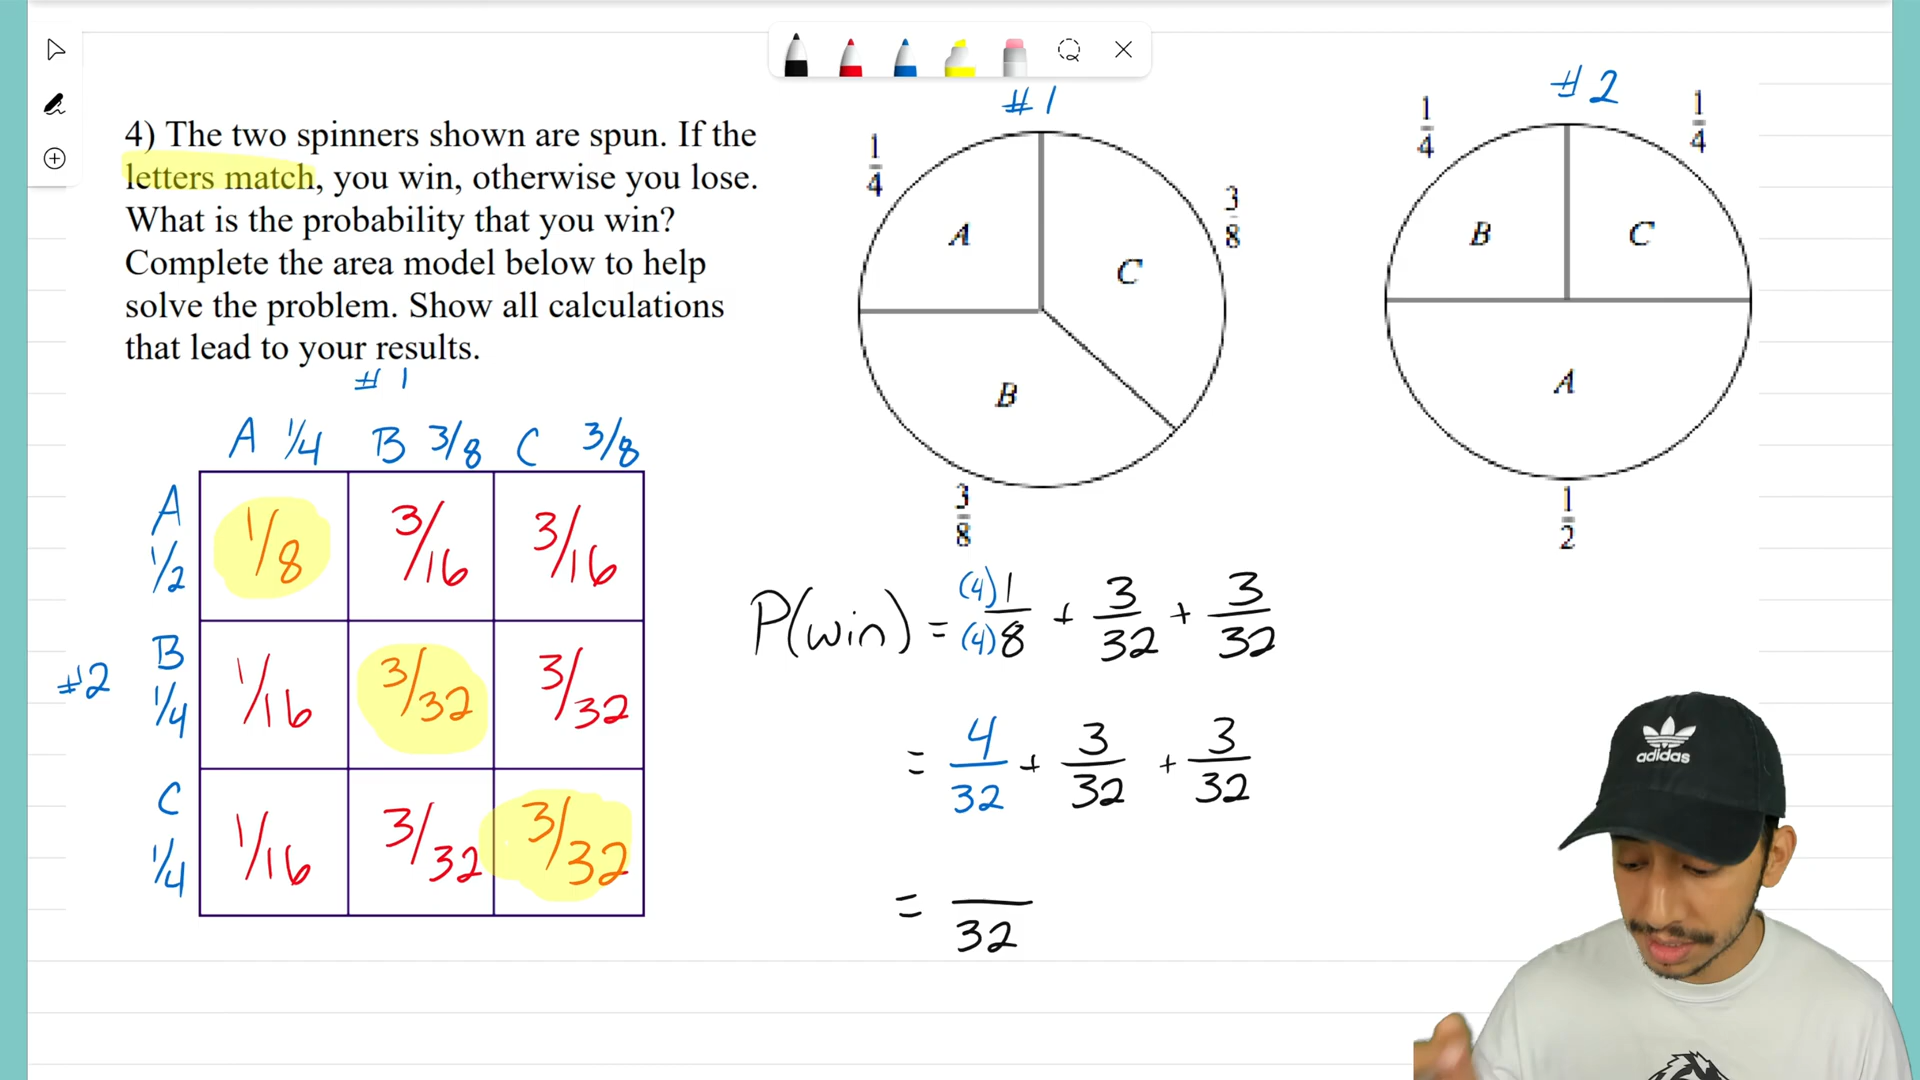 4) The two spinners shown are spun. If the
letters match, you win, otherwise you lose.
What is the probability that you win?
Complete the area model below to help
solve the problem. Show all calculations
that lead to your results.
#1
A 1/4 B 3/8 C 3/8
A 1/2 1/8 3/16 3/16
#2
B 1/4 1/16 3/32 3/32
C 1/4 1/16 3/32 3/32
#1
1/4
3/8
A
C
B
3/8
#2
1/4
1/4
B
C
A
1/2
P(win) = (4)1/(4)8 + 3/32 + 3/32
= 4/32 + 3/32 + 3/32
= /32
adidas